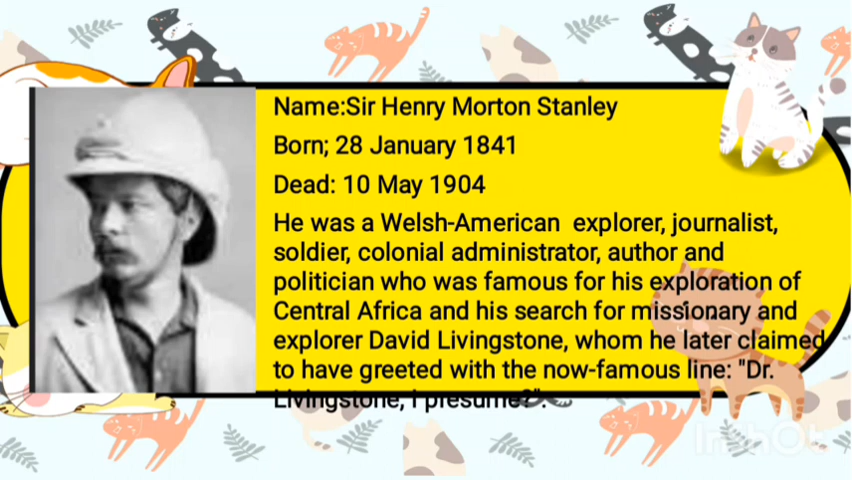 Name:Sir Henry Morton Stanley
Born; 28 January 1841
Dead: 10 May 1904
He was a Welsh-American explorer, journalist,
soldier, colonial administrator, author and
politician who was famous for his exploration of
Central Africa and his search for missionary and
explorer David Livingstone, whom he later claimed
to have greeted with the now-famous line: "Dr.
Livingstone, I presume?".
InShOt